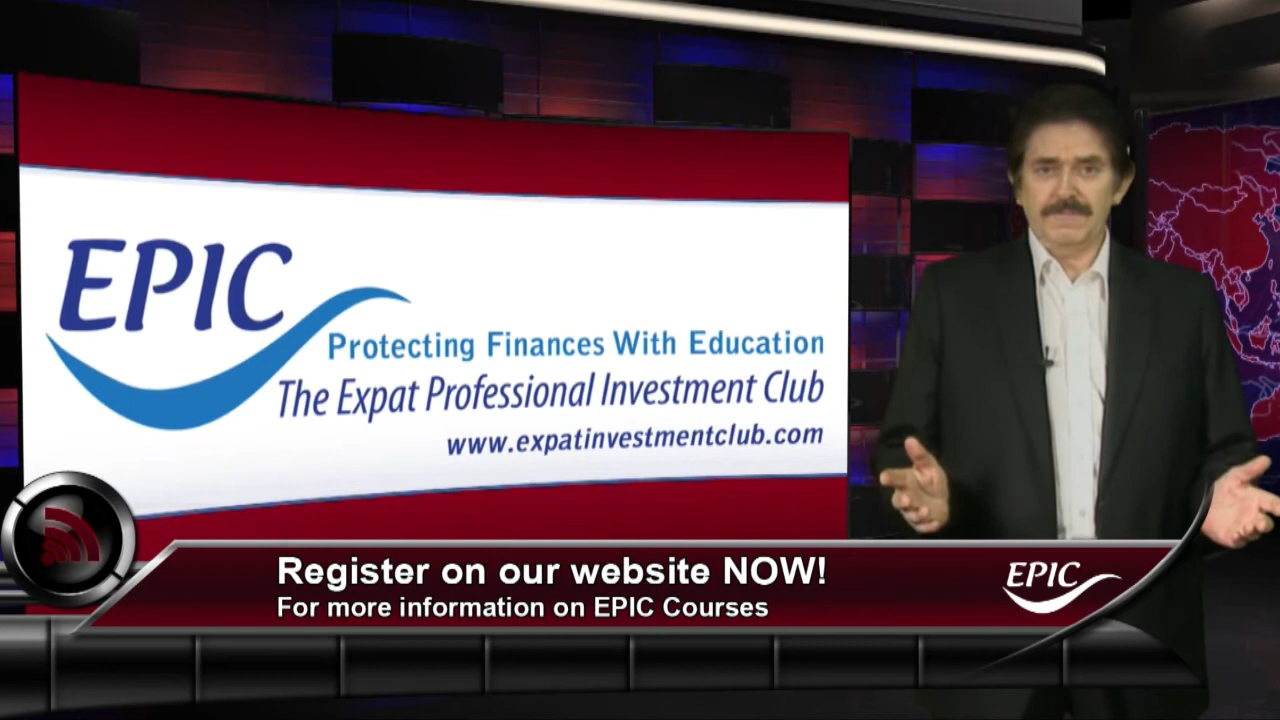 EPIC
Protecting Finances With Education
The Expat Professional Investment Club
www.expatinvestmentclub.com
Register on our website NOW!
For more information on EPIC Courses
EPIC